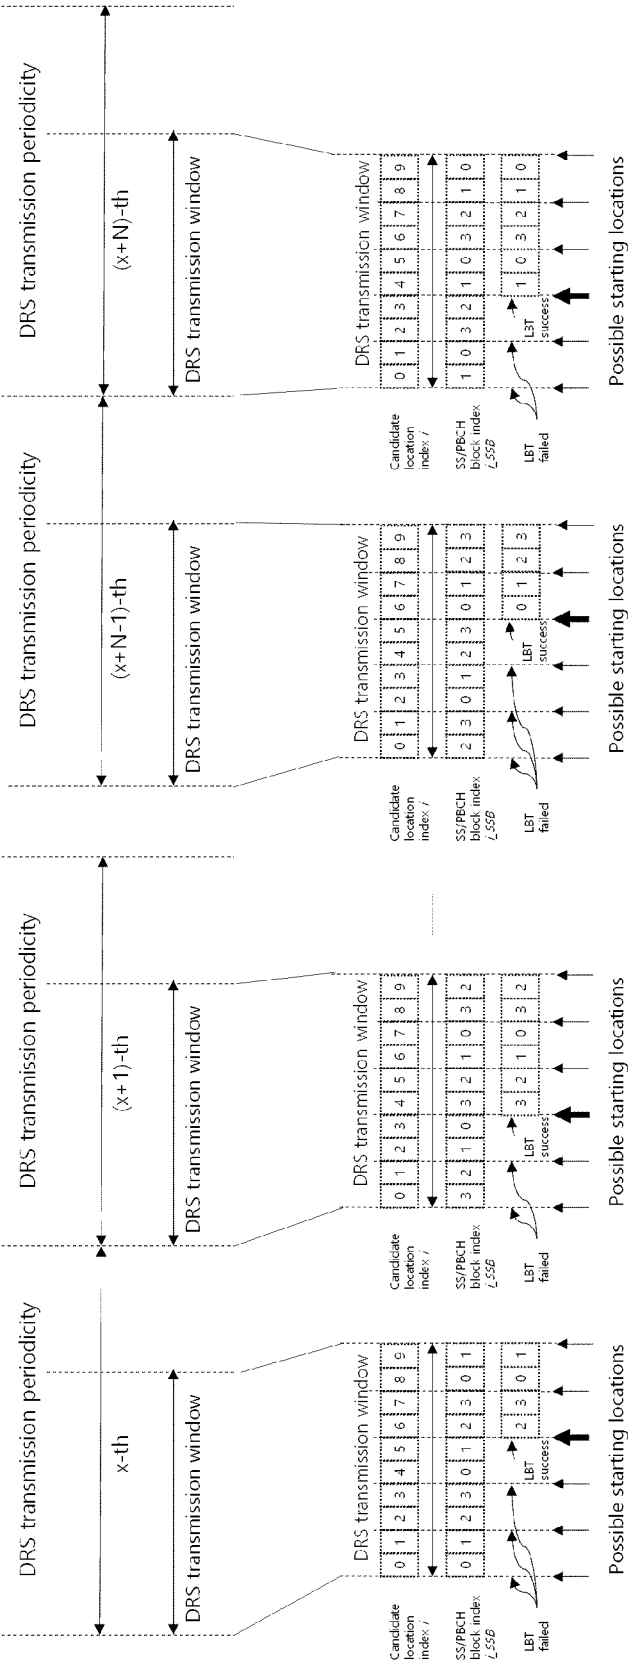 DRS transmission periodicity
x-th
DRS transmission window
DRS transmission window
Candidate
location
index i
0 1 2 3 4 5 6 7 8 9
SS/PBCH
block index
i_SSB
0 1 2 3 0 1 2 3 0 1
2 3 0 1
LBT
failed
LBT
success
Possible starting locations
DRS transmission periodicity
(x+1)-th
DRS transmission window
DRS transmission window
Candidate
location
index i
0 1 2 3 4 5 6 7 8 9
SS/PBCH
block index
i_SSB
3 2 1 0 3 2 1 0 3 2
3 2 1 0 3 2
LBT
failed
LBT
success
Possible starting locations
DRS transmission periodicity
(x+N-1)-th
DRS transmission window
DRS transmission window
Candidate
location
index i
0 1 2 3 4 5 6 7 8 9
SS/PBCH
block index
i_SSB
2 3 0 1 2 3 0 1 2 3
0 1 2 3
LBT
failed
LBT
success
Possible starting locations
DRS transmission periodicity
(x+N)-th
DRS transmission window
DRS transmission window
Candidate
location
index i
0 1 2 3 4 5 6 7 8 9
SS/PBCH
block index
i_SSB
1 0 3 2 1 0 3 2 1 0
1 0 3 2 1 0
LBT
failed
LBT
success
Possible starting locations